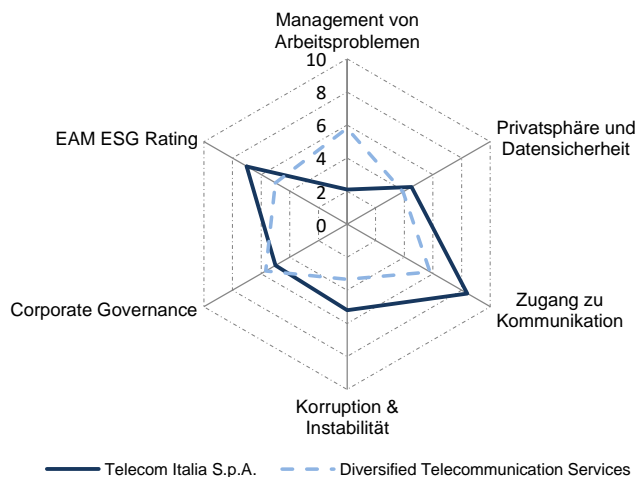 Management von
Arbeitsproblemen
10
8
6
4
2
0
Privatsphäre und
Datensicherheit
Zugang zu
Kommunikation
Korruption &
Instabilität
Corporate Governance
EAM ESG Rating
Telecom Italia S.p.A.
Diversified Telecommunication Services